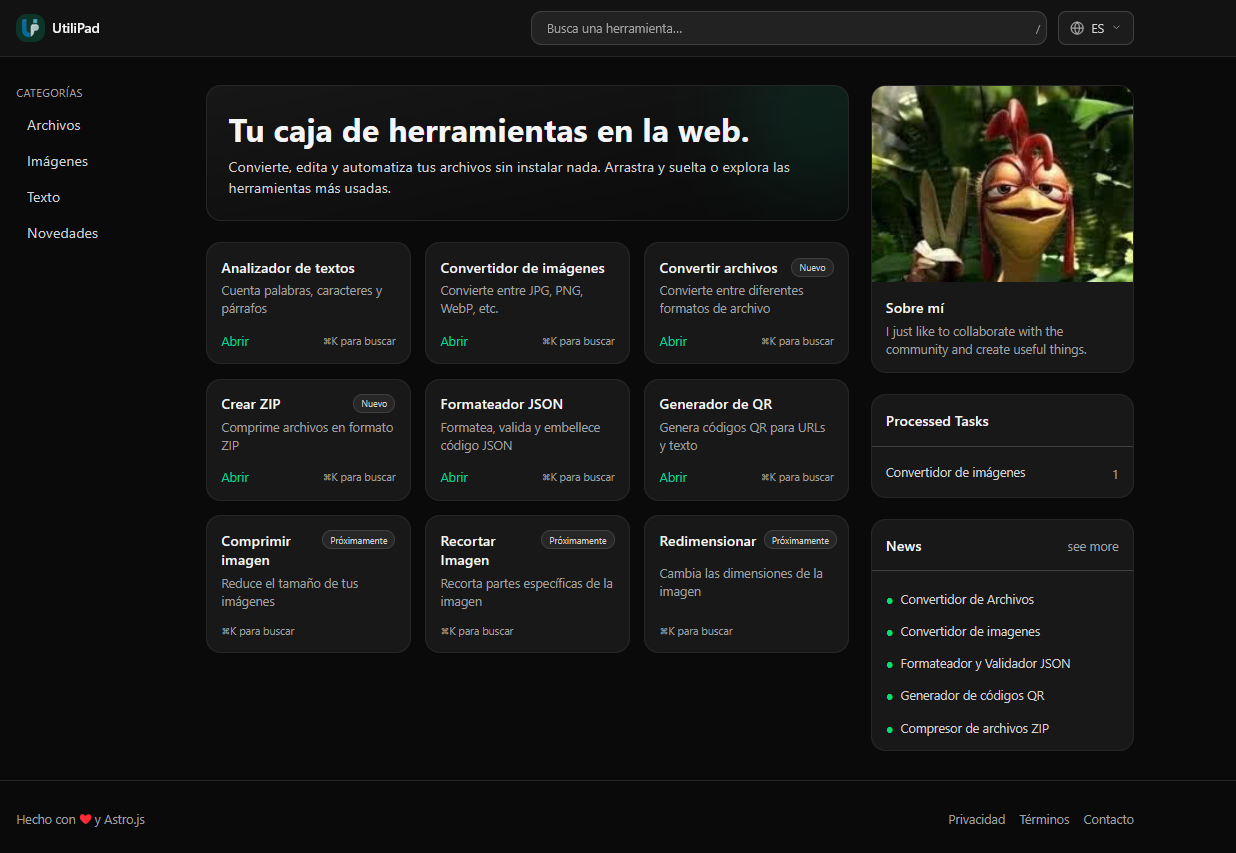 UtiliPad
Busca una herramienta...
/
ES
CATEGORÍAS
Archivos
Imágenes
Texto
Novedades
Tu caja de herramientas en la web.
Convierte, edita y automatiza tus archivos sin instalar nada. Arrastra y suelta o explora las
herramientas más usadas.
Analizador de textos
Cuenta palabras, caracteres y
párrafos
Abrir
⌘K para buscar
Convertidor de imágenes
Convierte entre JPG, PNG,
WebP, etc.
Abrir
⌘K para buscar
Convertir archivos
Nuevo
Convierte entre diferentes
formatos de archivo
Abrir
⌘K para buscar
Crear ZIP
Nuevo
Comprime archivos en formato
ZIP
Abrir
⌘K para buscar
Formateador JSON
Formatea, valida y embellece
código JSON
Abrir
⌘K para buscar
Generador de QR
Genera códigos QR para URLs
y texto
Abrir
⌘K para buscar
Comprimir
imagen
Próximamente
Reduce el tamaño de tus
imágenes
⌘K para buscar
Recortar
Imagen
Próximamente
Recorta partes específicas de la
imagen
⌘K para buscar
Redimensionar
Próximamente
Cambia las dimensiones de la
imagen
⌘K para buscar
Sobre mí
I just like to collaborate with the
community and create useful things.
Processed Tasks
Convertidor de imágenes
1
News
see more
Convertidor de Archivos
Convertidor de imagenes
Formateador y Validador JSON
Generador de códigos QR
Compresor de archivos ZIP
Hecho con ❤️ y Astro.js
Privacidad
Términos
Contacto